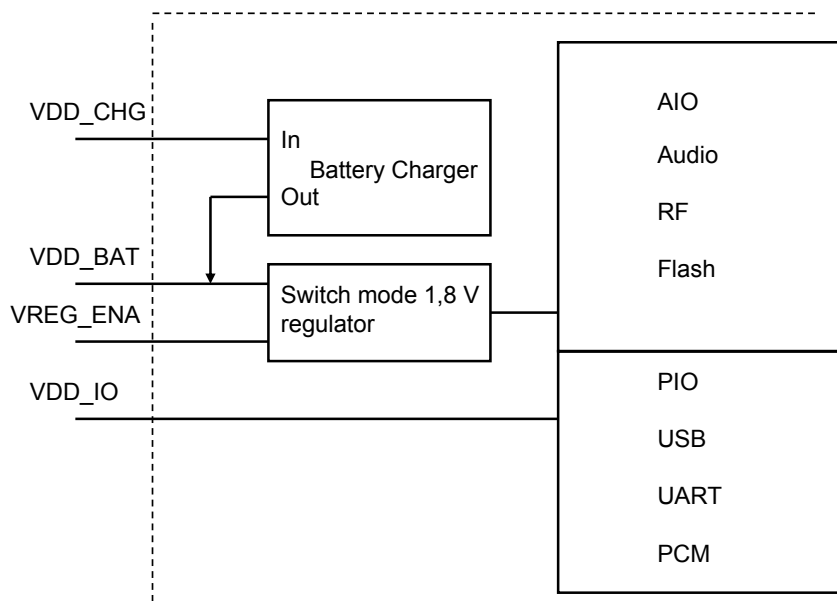 VDD_CHG
In
Battery Charger
Out
VDD_BAT
VREG_ENA
Switch mode 1,8 V
regulator
VDD_IO
AIO
Audio
RF
Flash
PIO
USB
UART
PCM